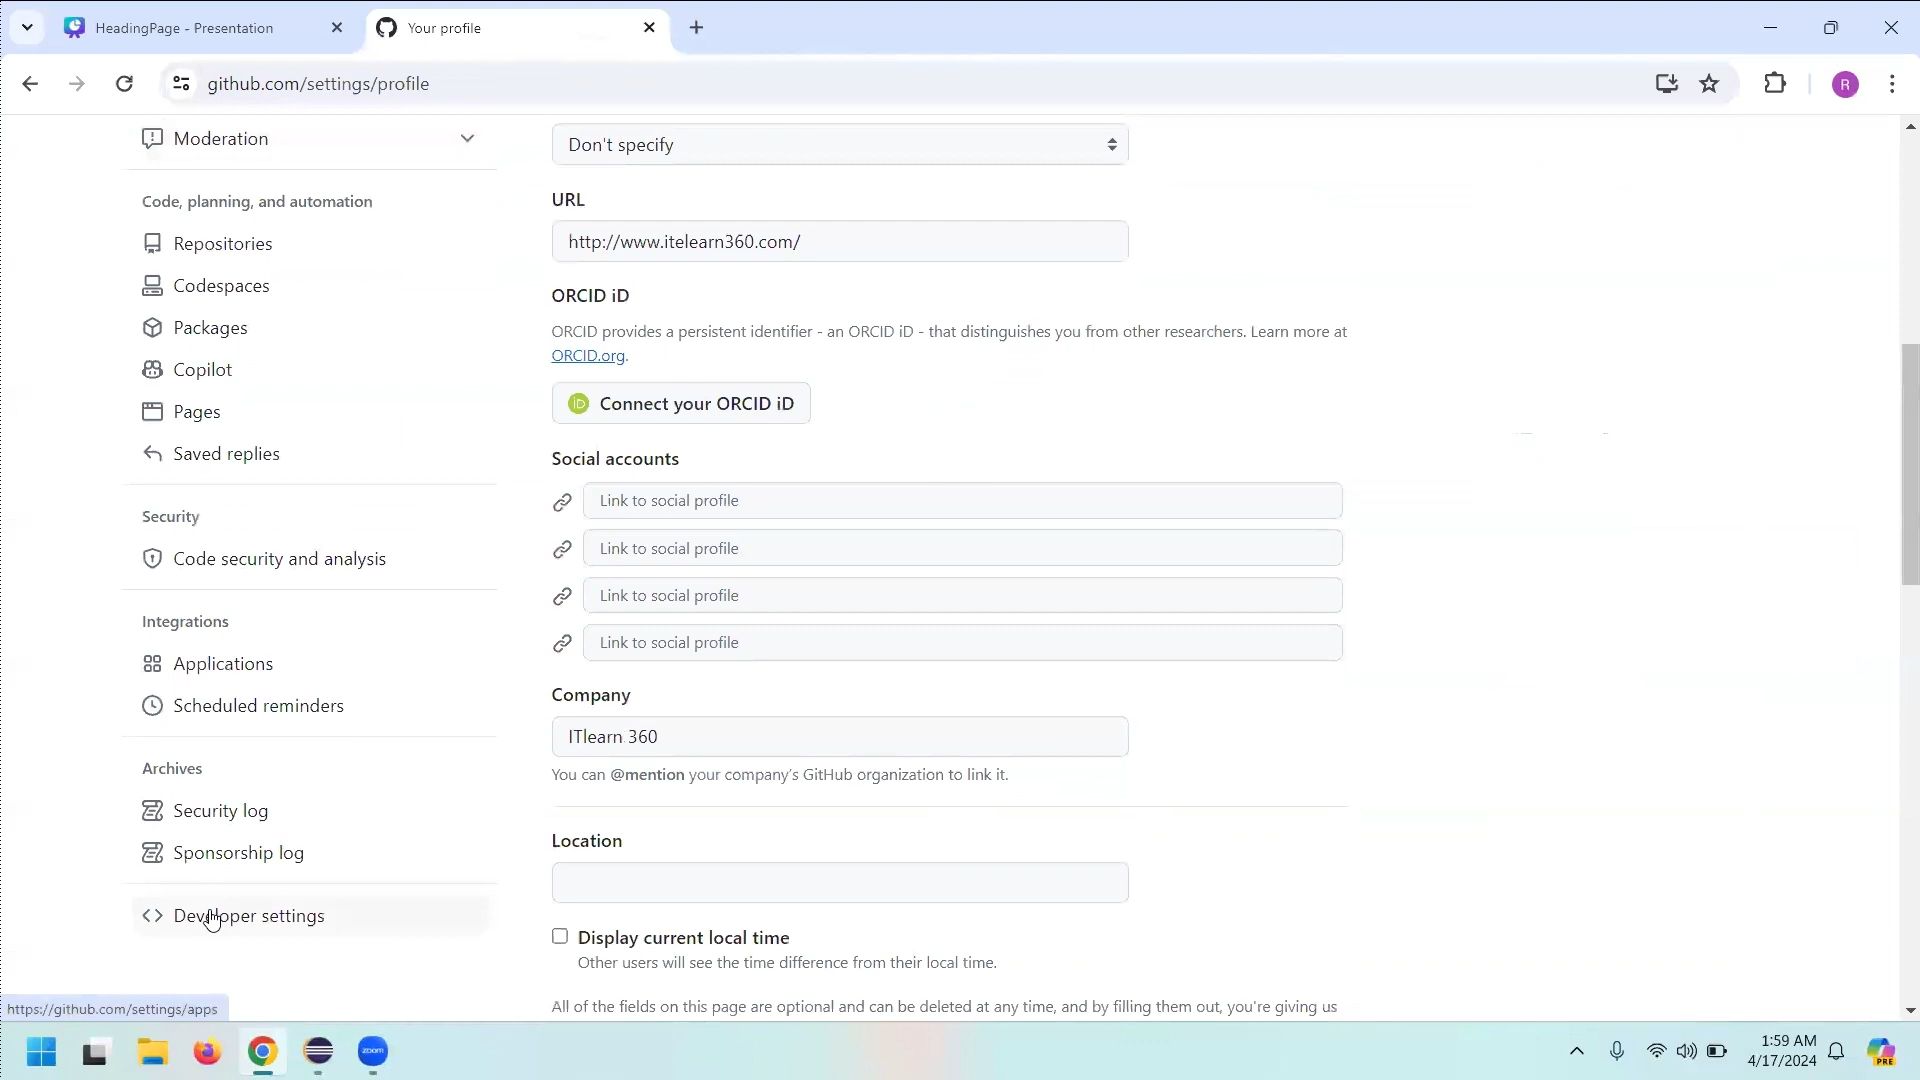 HeadingPage - Presentation
Your profile
github.com/settings/profile
R
Moderation
Code, planning, and automation
Repositories
Codespaces
Packages
Copilot
Pages
Saved replies
Security
Code security and analysis
Integrations
Applications
Scheduled reminders
Archives
Security log
Sponsorship log
Developer settings
https://github.com/settings/apps
Don't specify
URL
http://www.itelearn360.com/
ORCID iD
ORCID provides a persistent identifier - an ORCID iD - that distinguishes you from other researchers. Learn more at
ORCID.org.
iD Connect your ORCID iD
Social accounts
Link to social profile
Link to social profile
Link to social profile
Link to social profile
Company
ITlearn 360
You can @mention your company's GitHub organization to link it.
Location
Display current local time
Other users will see the time difference from their local time.
All of the fields on this page are optional and can be deleted at any time, and by filling them out, you're giving us
zoom
1:59 AM
4/17/2024
PRE